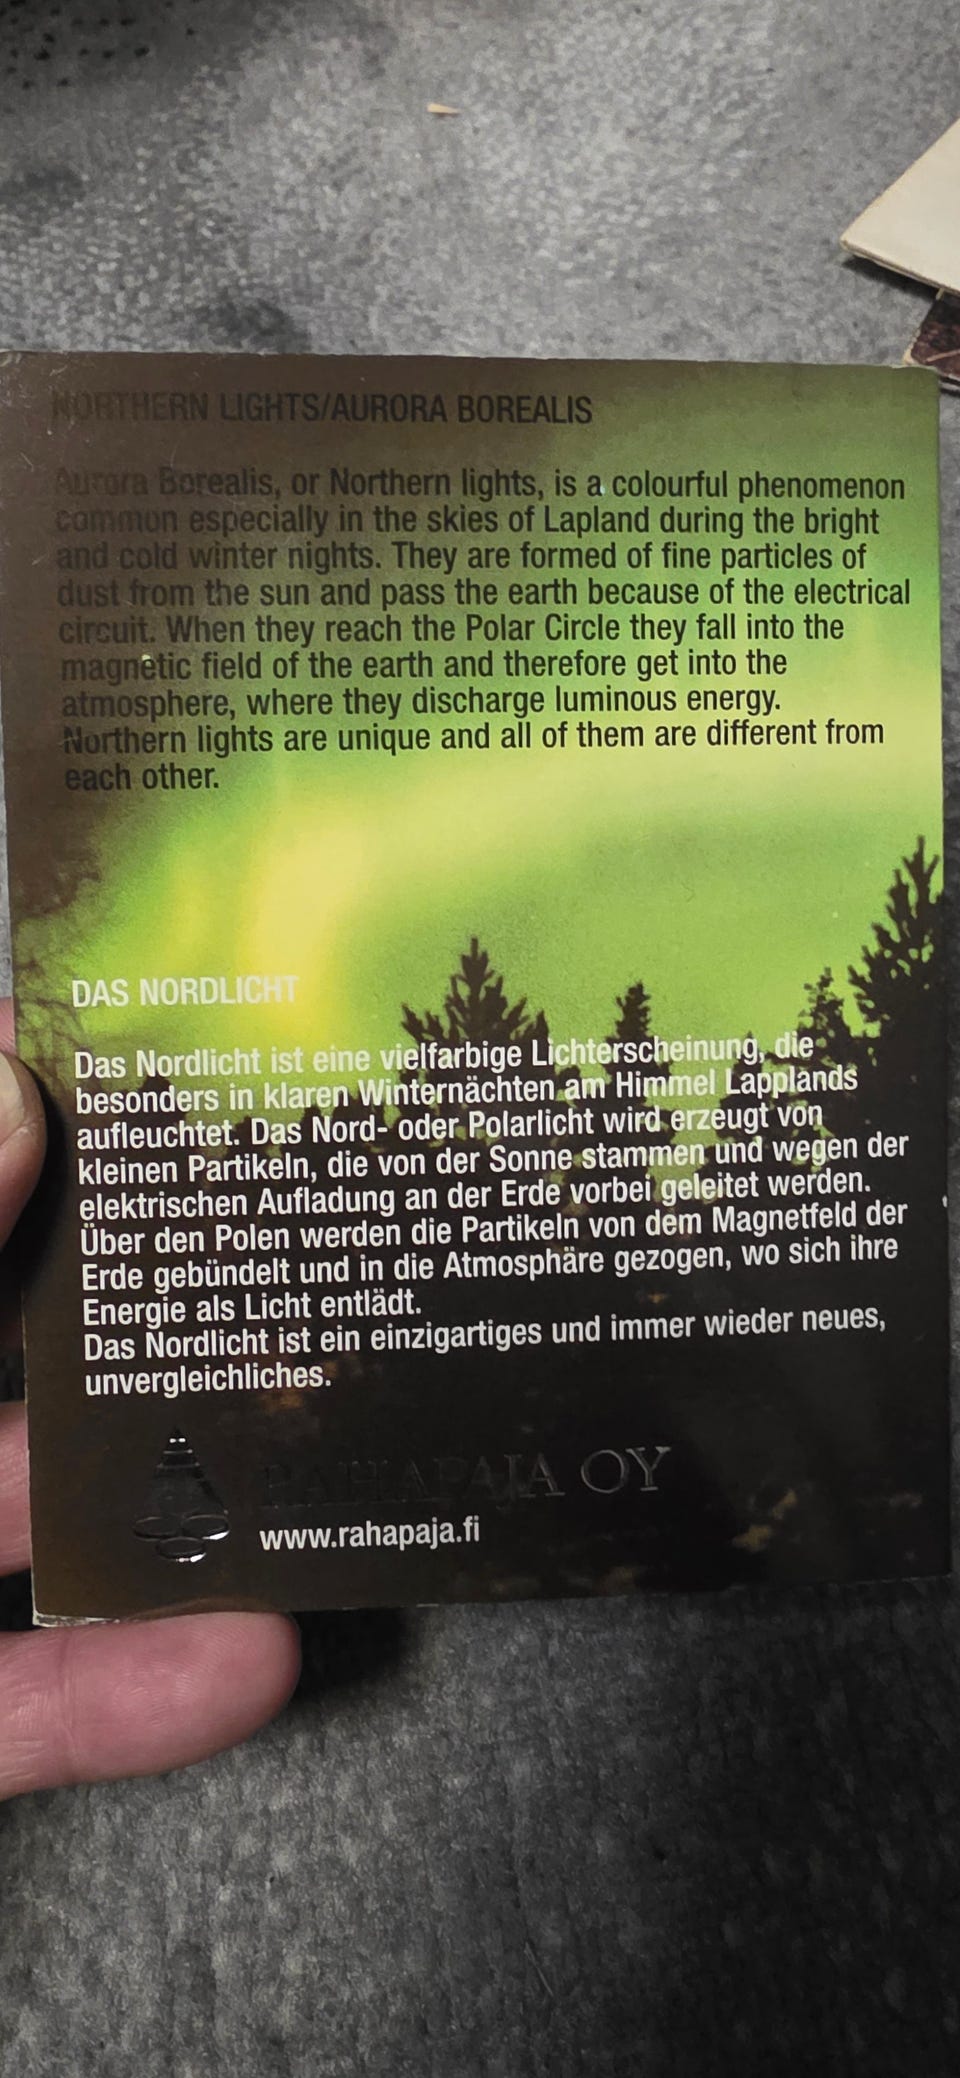 NORTHERN LIGHTS/AURORA BOREALIS
Aurora Borealis, or Northern lights, is a colourful phenomenon
common especially in the skies of Lapland during the bright
and cold winter nights. They are formed of fine particles of
dust from the sun and pass the earth because of the electrical
circuit. When they reach the Polar Circle they fall into the
magnetic field of the earth and therefore get into the
atmosphere, where they discharge luminous energy.
Northern lights are unique and all of them are different from
each other.
DAS NORDLICHT
Das Nordlicht ist eine vielfarbige Lichterscheinung, die
besonders in klaren Winternächten am Himmel Lapplands
aufleuchtet. Das Nord- oder Polarlicht wird erzeugt von
kleinen Partikeln, die von der Sonne stammen und wegen der
elektrischen Aufladung an der Erde vorbei geleitet werden.
Über den Polen werden die Partikeln von dem Magnetfeld der
Erde gebündelt und in die Atmosphäre gezogen, wo sich ihre
Energie als Licht entlädt.
Das Nordlicht ist ein einzigartiges und immer wieder neues,
unvergleichliches.
RAHAPAJA OY
www.rahapaja.fi